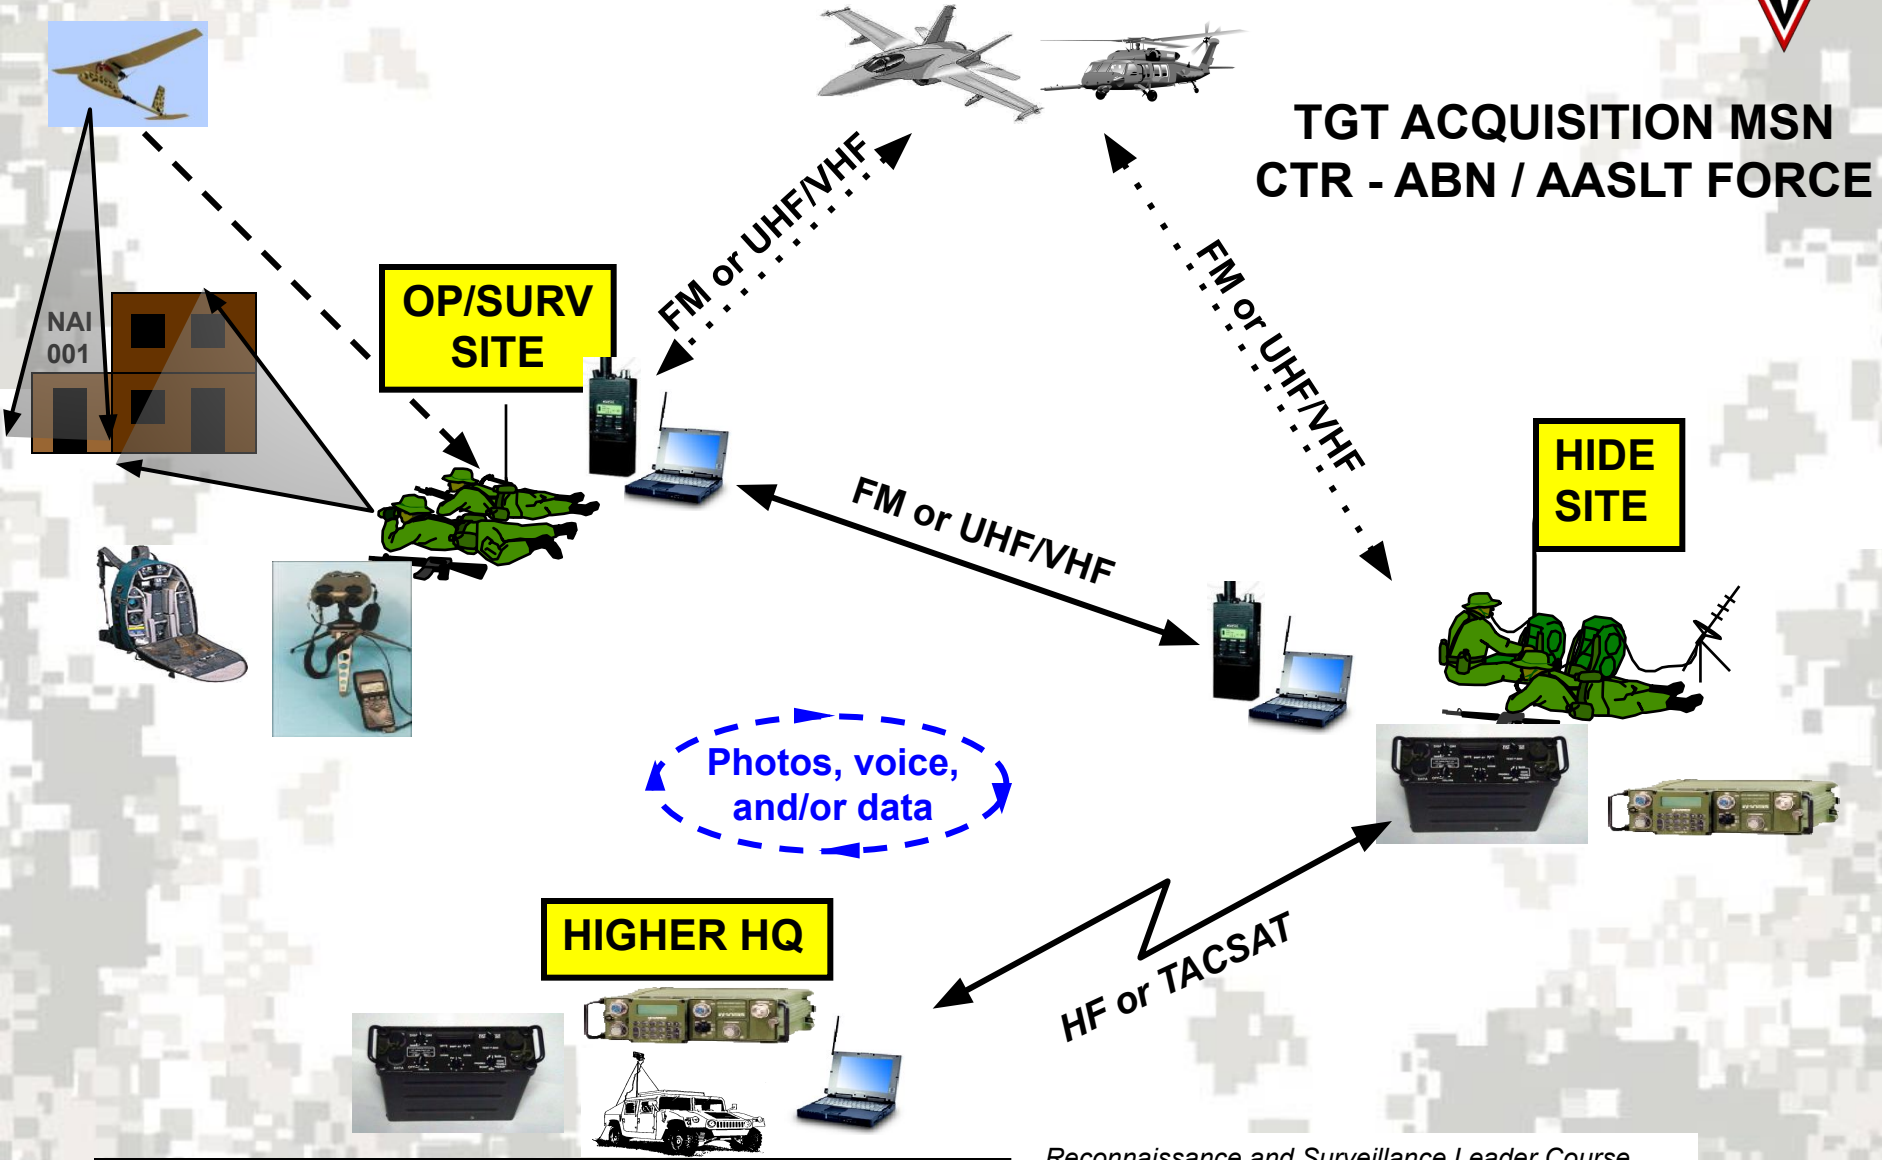 TGT ACQUISITION MSN
CTR - ABN / AASLT FORCE
FM or UHF/VHF
FM or UHF/VHF
OP/SURV
SITE
NAI
001
HIDE
SITE
FM or UHF/VHF
Photos, voice,
and/or data
HIGHER HQ
HF or TACSAT
Reconnaissance and Surveillance Leader Course